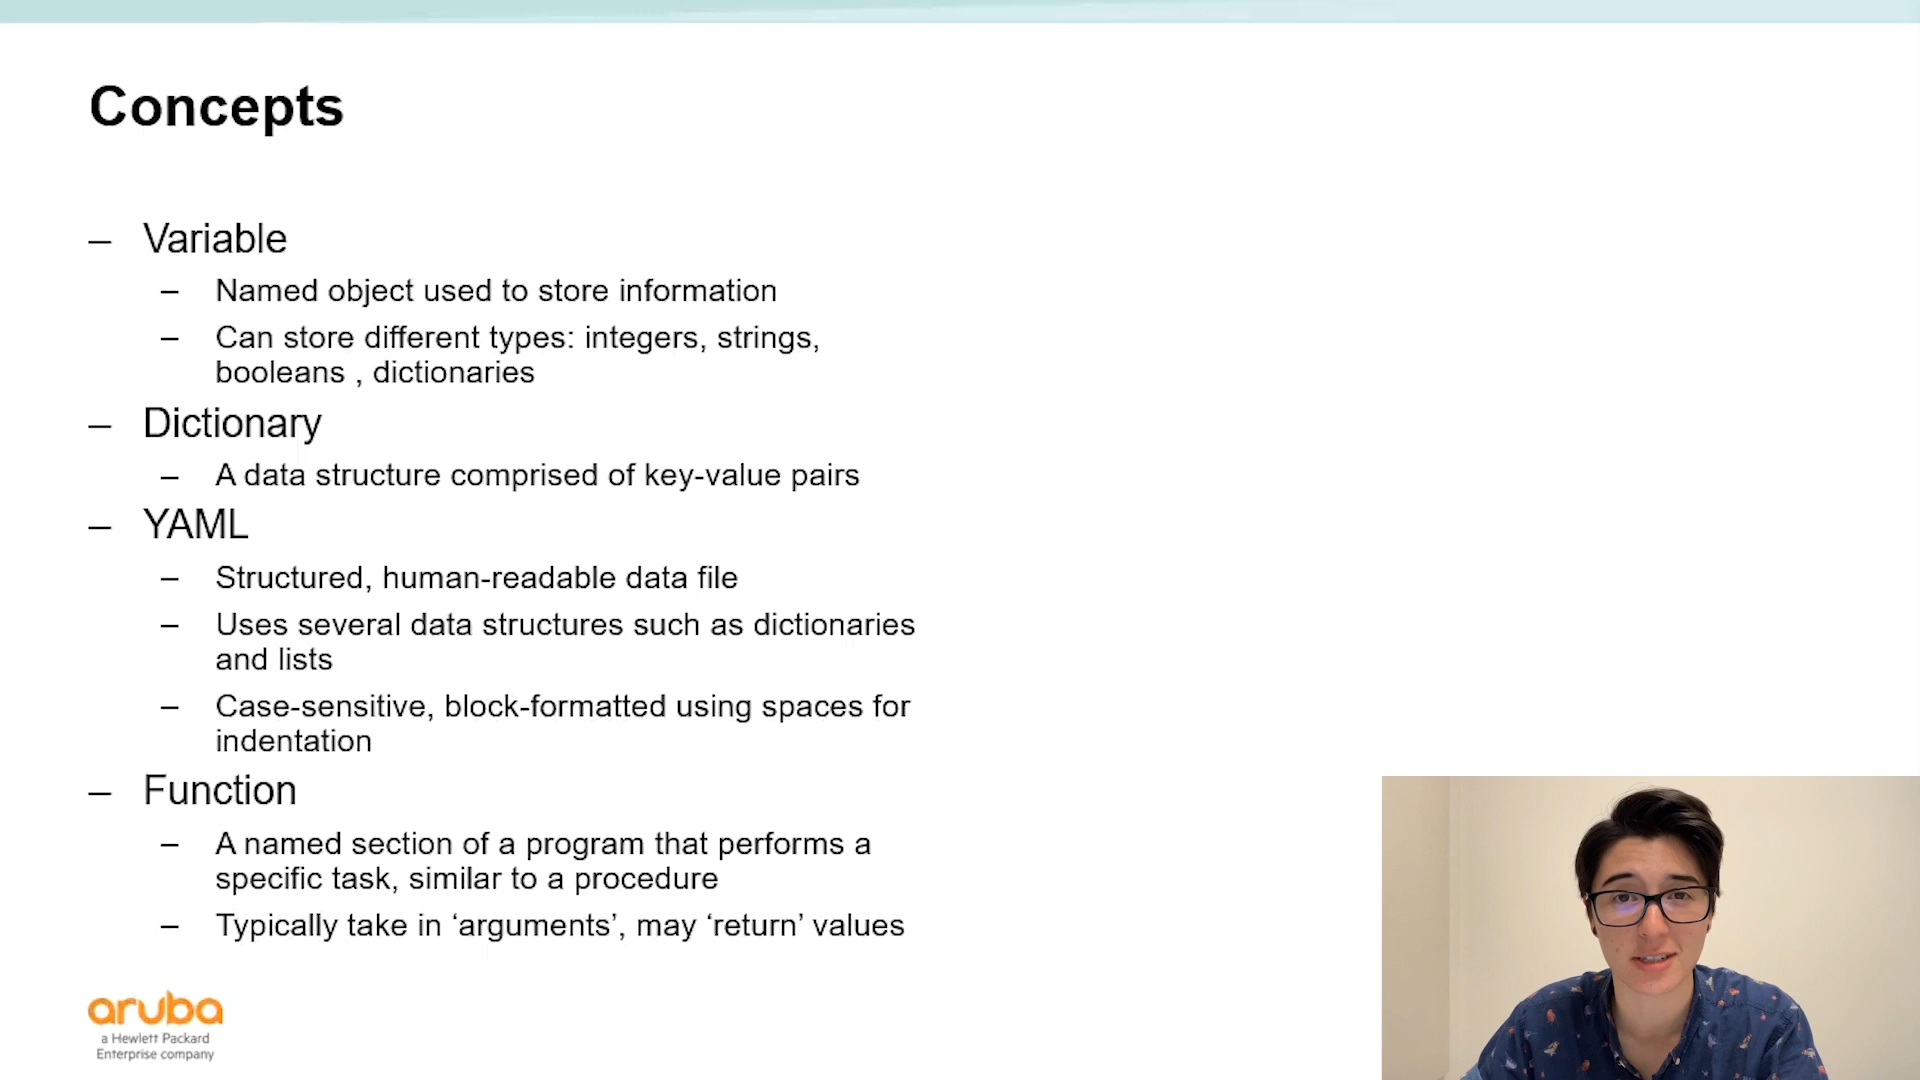 Concepts
– Variable
– Named object used to store information
– Can store different types: integers, strings,
booleans , dictionaries
– Dictionary
– A data structure comprised of key-value pairs
– YAML
– Structured, human-readable data file
– Uses several data structures such as dictionaries
and lists
– Case-sensitive, block-formatted using spaces for
indentation
– Function
– A named section of a program that performs a
specific task, similar to a procedure
– Typically take in ‘arguments’, may ‘return’ values
aruba
a Hewlett Packard
Enterprise company